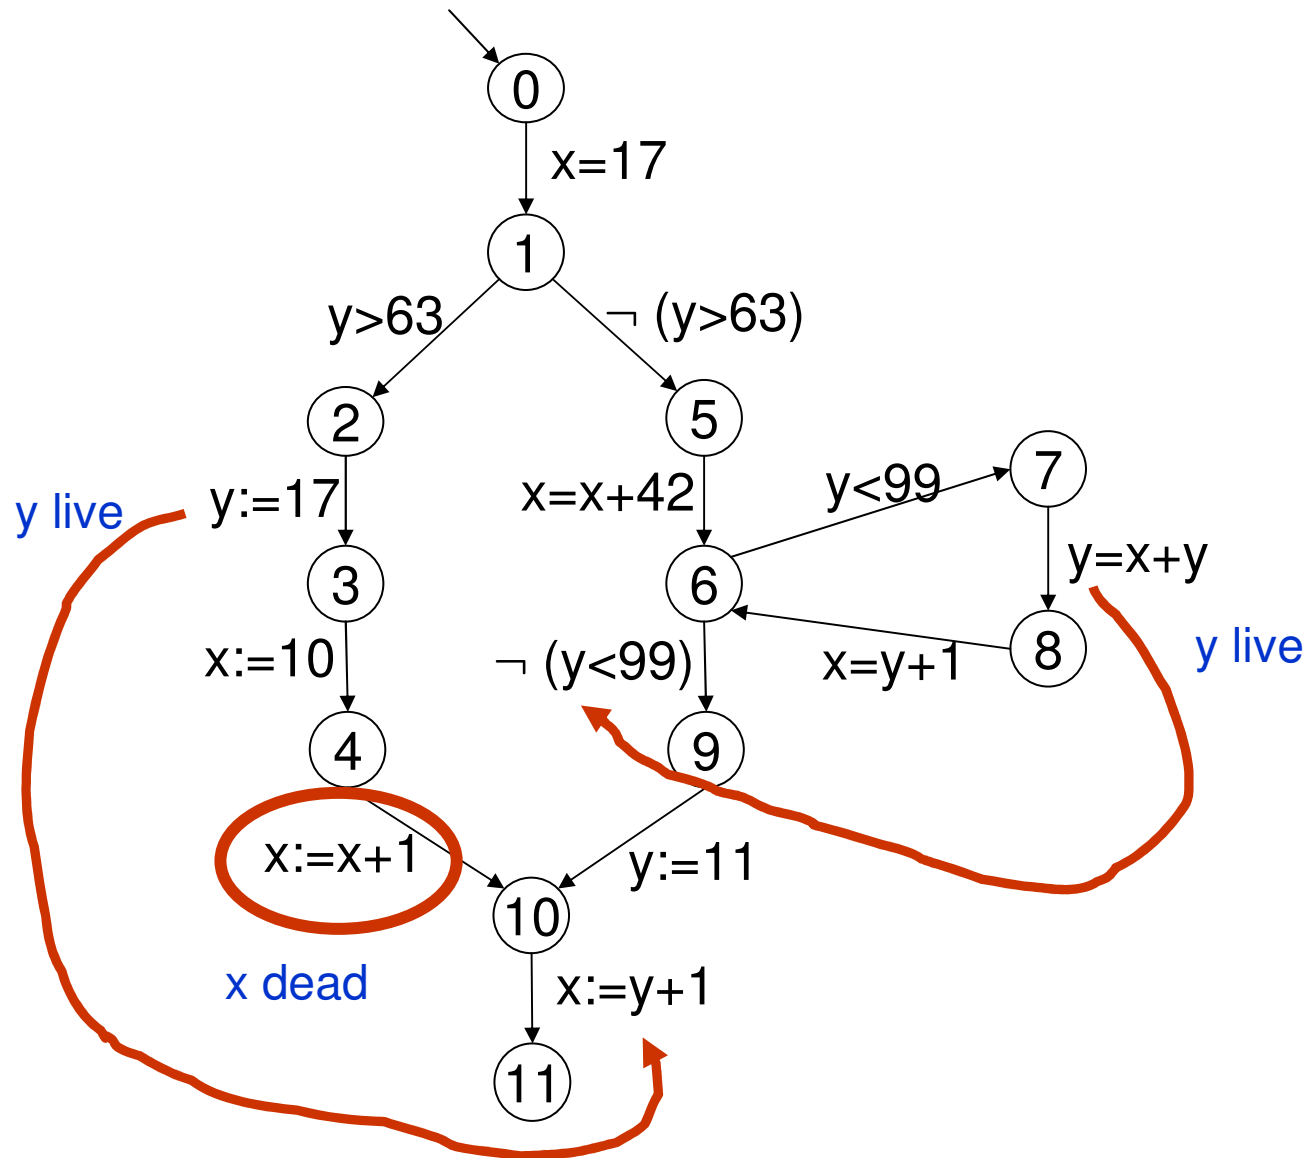 0
x=17
1
y>63
¬ (y>63)
2
5
7
y live
y:=17
x=x+42
y<99
y=x+y
3
6
8
y live
x:=10
¬ (y<99)
x=y+1
4
9
x:=x+1
y:=11
10
x dead
x:=y+1
11